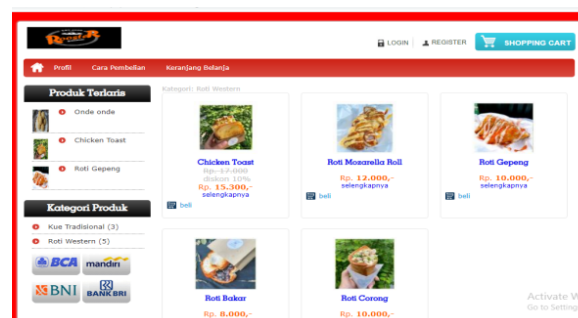 RoosteR
LOGIN
REGISTER
SHOPPING CART
Profil
Cara Pembelian
Keranjang Belanja
Produk Terlaris
Onde onde
Chicken Toast
Roti Gepeng
Kategori Produk
Kue Tradisional (3)
Roti Western (5)
BCA
mandiri
BNI
BANK BRI
Kategori: Roti Western
Chicken Toast
Rp. 17.000
diskon 10%
Rp. 15.300,-
selengkapnya
beli
Roti Mozarella Roll
Rp. 12.000,-
selengkapnya
beli
Roti Gepeng
Rp. 10.000,-
selengkapnya
beli
Roti Bakar
Rp. 8.000,-
Roti Corong
Rp. 10.000,-
Activate W
Go to Setting